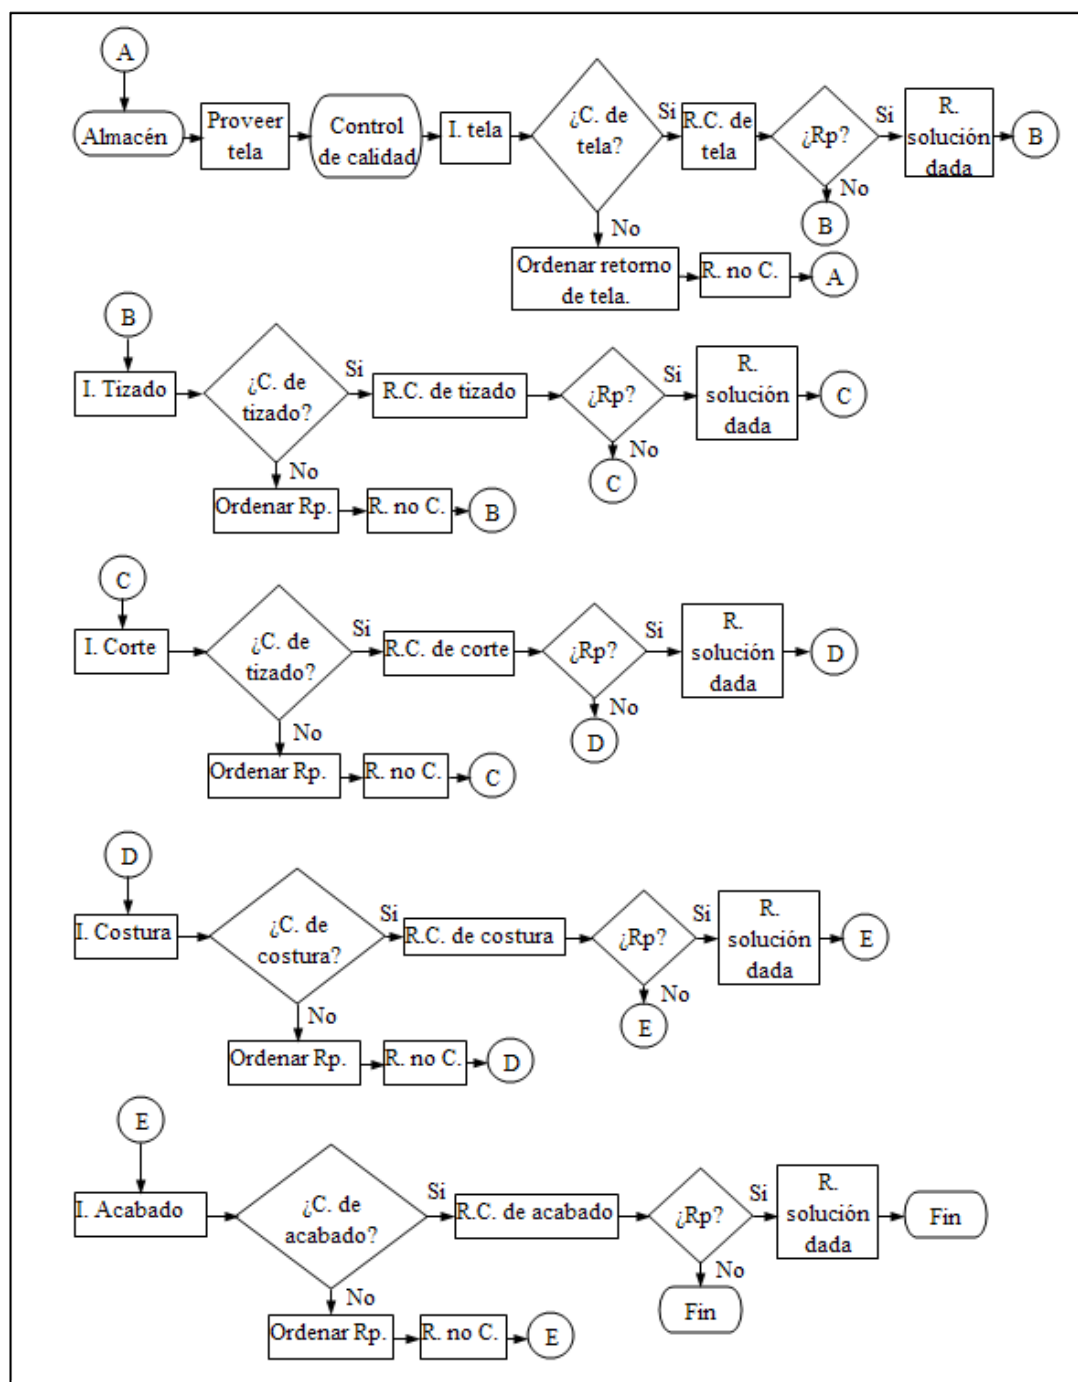 A
Almacén
Proveer
tela
Control
de calidad
I. tela
¿C. de
tela?
Si
R.C. de
tela
¿Rp?
Si
R.
solución
dada
B
No
B
No
Ordenar retorno
de tela.
R. no C.
A
B
I. Tizado
¿C. de
tizado?
Si
R.C. de tizado
¿Rp?
Si
R.
solución
dada
C
No
C
No
Ordenar Rp.
R. no C.
B
C
I. Corte
¿C. de
tizado?
Si
R.C. de corte
¿Rp?
Si
R.
solución
dada
D
No
D
No
Ordenar Rp.
R. no C.
C
D
I. Costura
¿C. de
costura?
Si
R.C. de costura
¿Rp?
Si
R.
solución
dada
E
No
E
No
Ordenar Rp.
R. no C.
D
E
I. Acabado
¿C. de
acabado?
Si
R.C. de acabado
¿Rp?
Si
R.
solución
dada
Fin
No
Fin
No
Ordenar Rp.
R. no C.
E